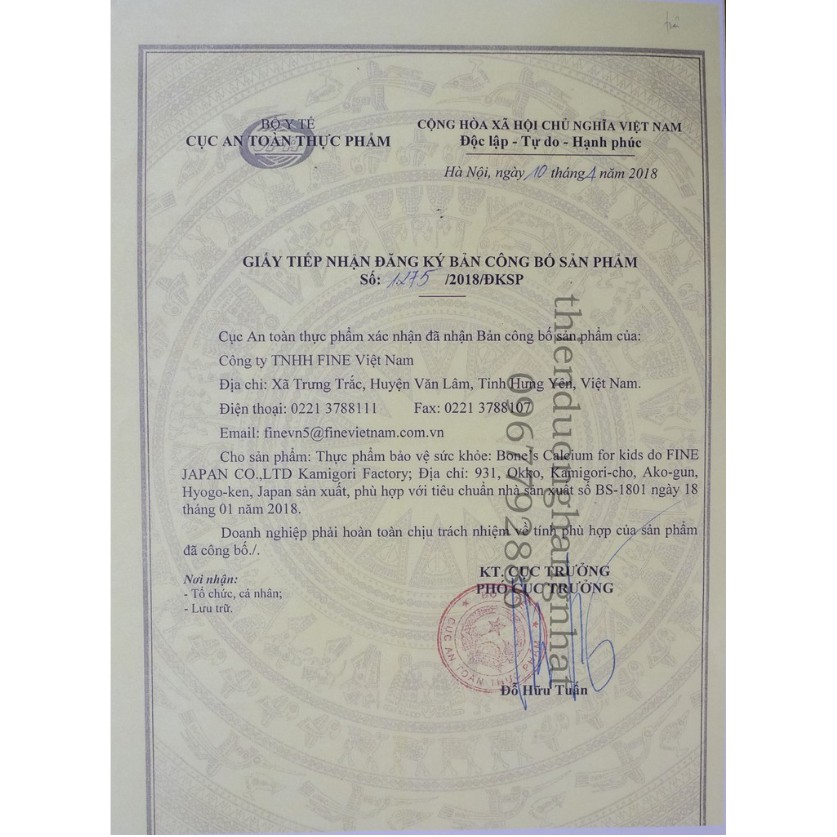 BỘ Y TẾ
CỤC AN TOÀN THỰC PHẨM
CỘNG HÒA XÃ HỘI CHỦ NGHĨA VIỆT NAM
Độc lập - Tự do - Hạnh phúc
Hà Nội, ngày 10 tháng 4 năm 2018
GIẤY TIẾP NHẬN ĐĂNG KÝ BẢN CÔNG BỐ SẢN PHẨM
Số: 1275 /2018/ĐKSP
Cục An toàn thực phẩm xác nhận đã nhận Bản công bố sản phẩm của:
Công ty TNHH FINE Việt Nam
Địa chỉ: Xã Trưng Trắc, Huyện Văn Lâm, Tỉnh Hưng Yên, Việt Nam.
Điện thoại: 0221 3788111 Fax: 0221 3788107
Email: finevn5@finevietnam.com.vn
Cho sản phẩm: Thực phẩm bảo vệ sức khỏe: Bone's Calcium for kids do FINE
JAPAN CO.,LTD Kamigori Factory; Địa chỉ: 931, Okko, Kamigori-cho, Ako-gun,
Hyogo-ken, Japan sản xuất, phù hợp với tiêu chuẩn nhà sản xuất số BS-1801 ngày 18
tháng 01 năm 2018.
Doanh nghiệp phải hoàn toàn chịu trách nhiệm về tính phù hợp của sản phẩm
đã công bố./.
Nơi nhận:
- Tổ chức, cá nhân;
- Lưu trữ.
KT. CỤC TRƯỞNG
PHÓ CỤC TRƯỞNG
CỤC AN TOÀN THỰC PHẨM
Đỗ Hữu Tuấn
thienduonghangnhat